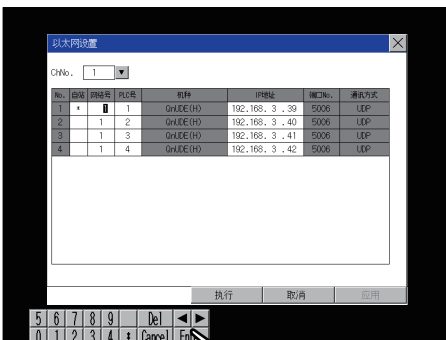 以太网设置
ChNo. 1
No. 自站 网络号 PLC号 机种 IP地址 端口No. 通讯方式
1 * 1 1 QnUDE(H) 192.168. 3 .39 5006 UDP
2 1 2 QnUDE(H) 192.168. 3 .40 5006 UDP
3 1 3 QnUDE(H) 192.168. 3 .41 5006 UDP
4 1 4 QnUDE(H) 192.168. 3 .42 5006 UDP
执行 取消 应用
5 6 7 8 9 Del ◀ ▶
0 1 2 3 4 Cancel